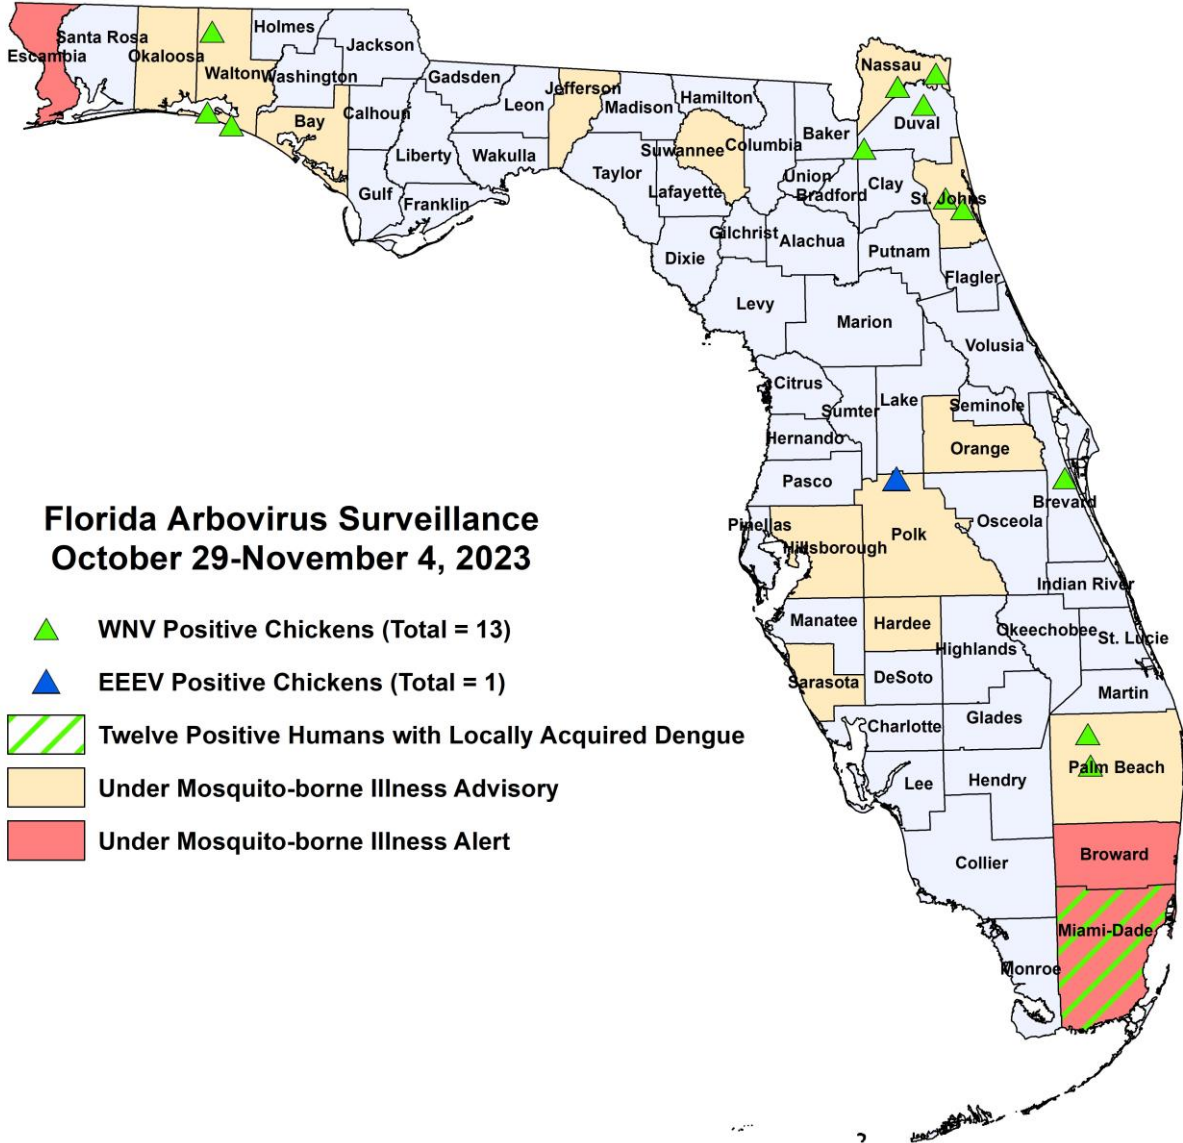 Escambia
Santa Rosa
Okaloosa
Walton
Holmes
Washington
Jackson
Bay
Calhoun
Gulf
Gadsden
Liberty
Franklin
Leon
Wakulla
Jefferson
Madison
Taylor
Hamilton
Suwannee
Lafayette
Columbia
Dixie
Gilchrist
Baker
Union
Bradford
Nassau
Duval
Clay
St. Johns
Alachua
Putnam
Flagler
Levy
Marion
Volusia
Citrus
Sumter
Lake
Seminole
Hernando
Orange
Pasco
Brevard
Osceola
Polk
Pinellas
Hillsborough
Indian River
Manatee
Hardee
Highlands
Okeechobee
St. Lucie
Sarasota
DeSoto
Martin
Charlotte
Glades
Lee
Hendry
Palm Beach
Collier
Broward
Miami-Dade
Monroe
Florida Arbovirus Surveillance
October 29-November 4, 2023
WNV Positive Chickens (Total = 13)
EEEV Positive Chickens (Total = 1)
Twelve Positive Humans with Locally Acquired Dengue
Under Mosquito-borne Illness Advisory
Under Mosquito-borne Illness Alert